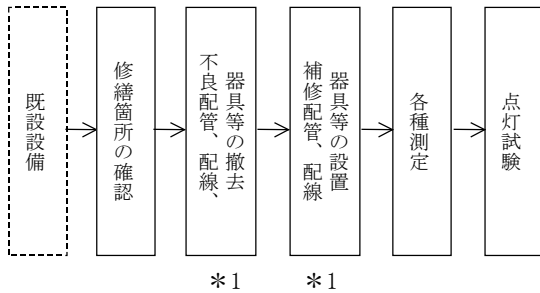 既設設備
修繕箇所の確認
不良配管、配線、
器具等の撤去
補修配管、配線
器具等の設置
各種測定
点灯試験
＊1
＊1